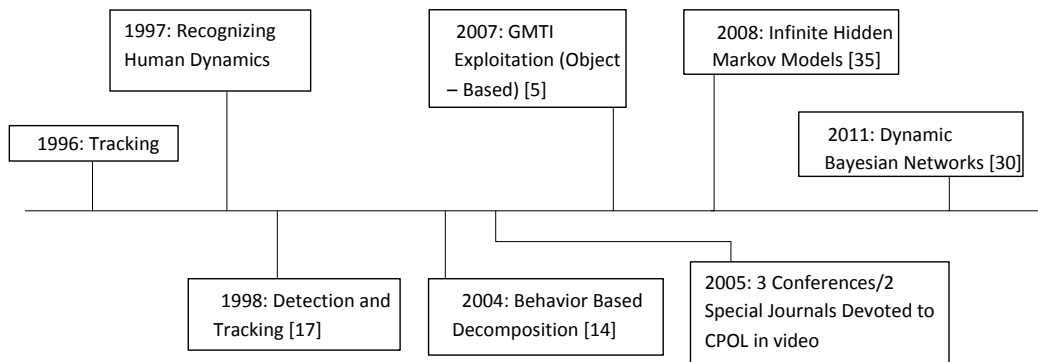 1997: Recognizing
Human Dynamics
2007: GMTI
Exploitation (Object
– Based) [5]
2008: Infinite Hidden
Markov Models [35]
1996: Tracking
2011: Dynamic
Bayesian Networks [30]
1998: Detection and
Tracking [17]
2004: Behavior Based
Decomposition [14]
2005: 3 Conferences/2
Special Journals Devoted to
CPOL in video